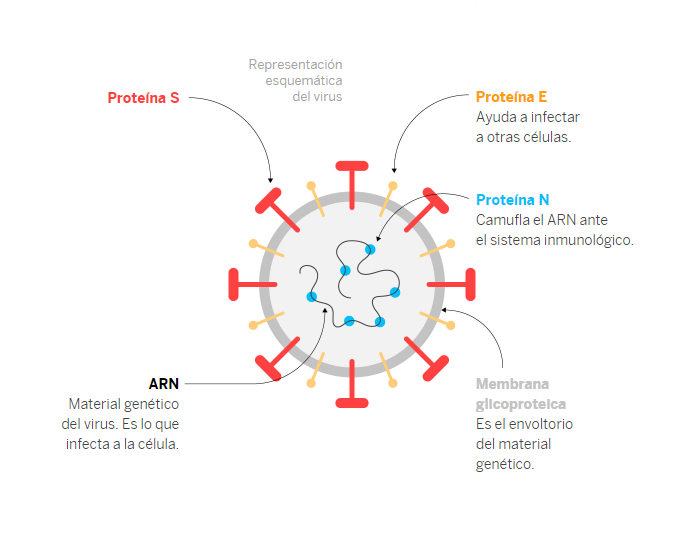 Representación
esquemática
del virus
Proteína S
Proteína E
Ayuda a infectar
a otras células.
Proteína N
Camufla el ARN ante
el sistema inmunológico.
ARN
Material genético
del virus. Es lo que
infecta a la célula.
Membrana
glicoproteica
Es el envoltorio
del material
genético.